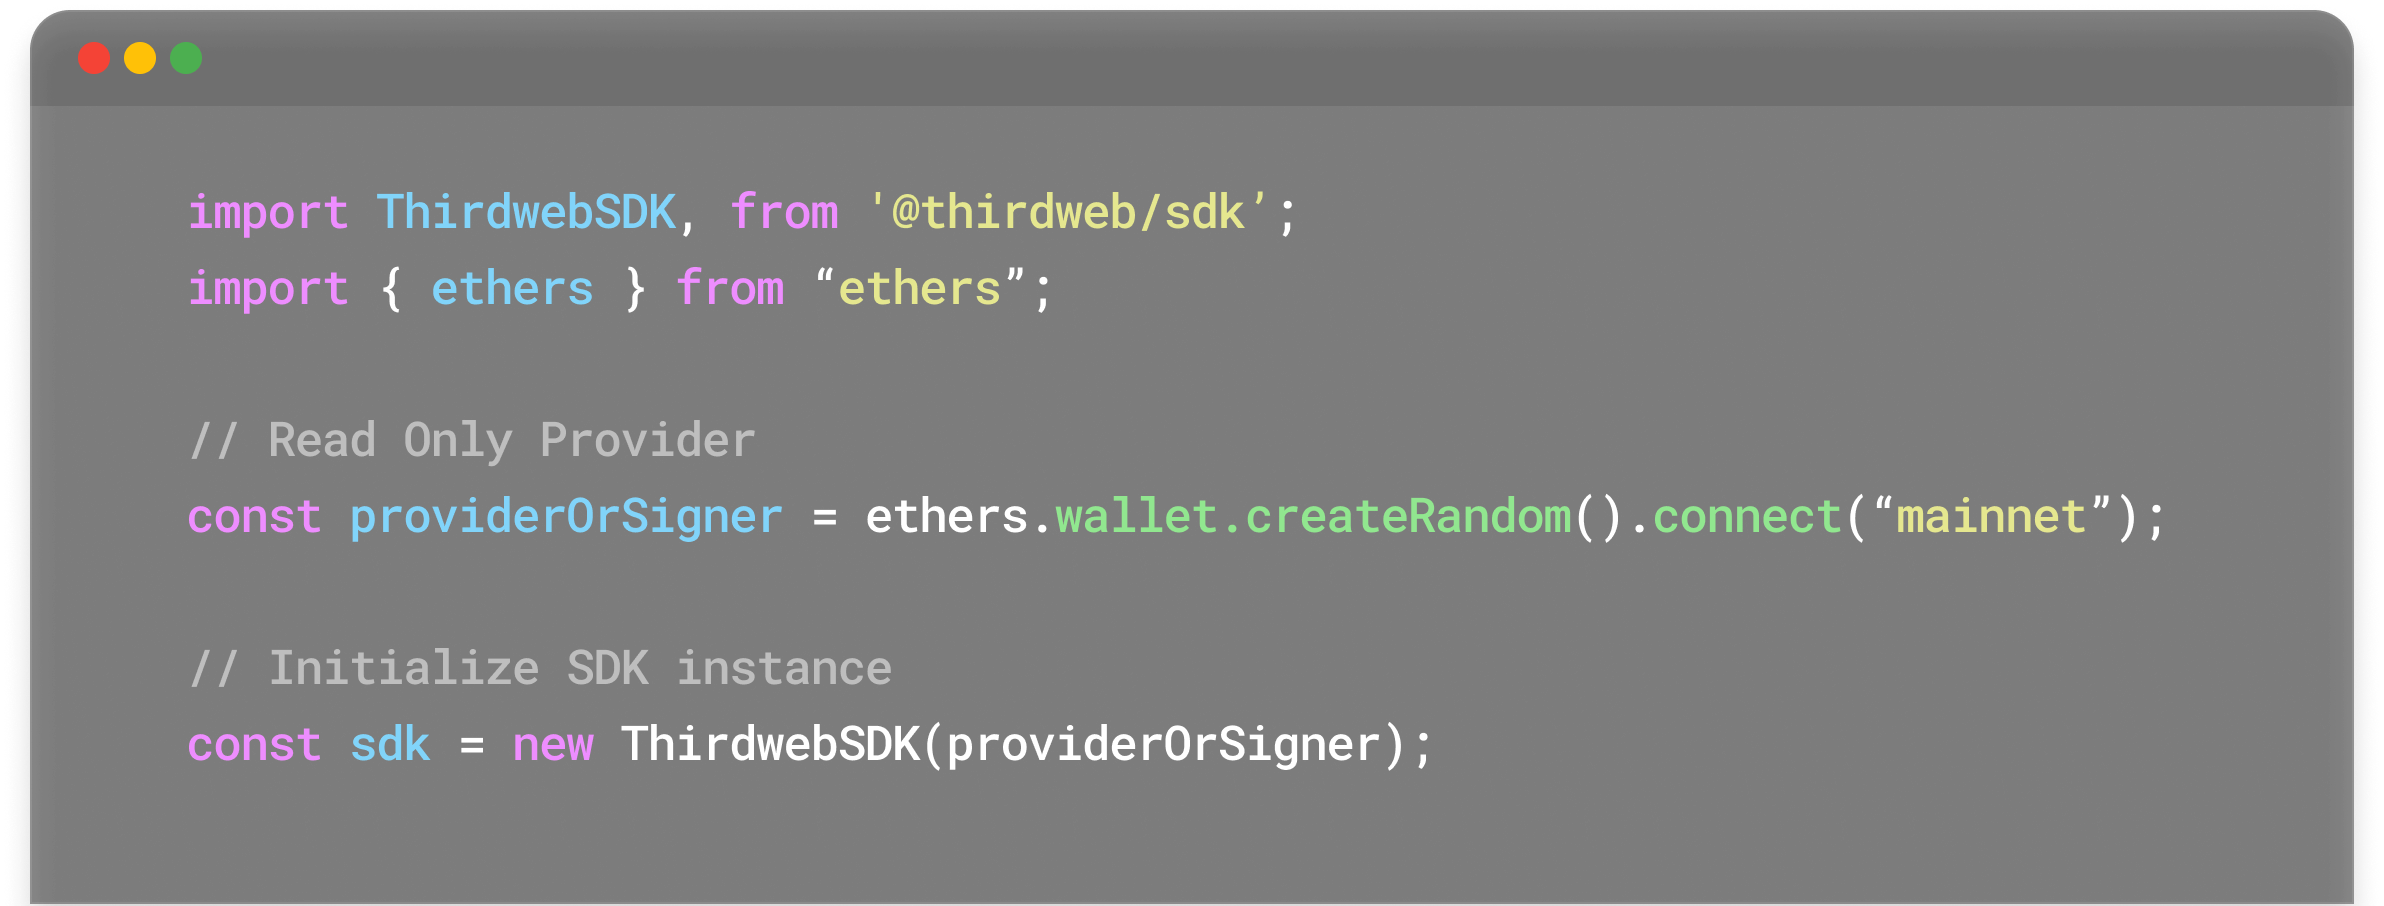 import ThirdwebSDK, from '@thirdweb/sdk’;
import { ethers } from “ethers”;
// Read Only Provider
const providerOrSigner = ethers.wallet.createRandom().connect(“mainnet”);
// Initialize SDK instance
const sdk = new ThirdwebSDK(providerOrSigner);